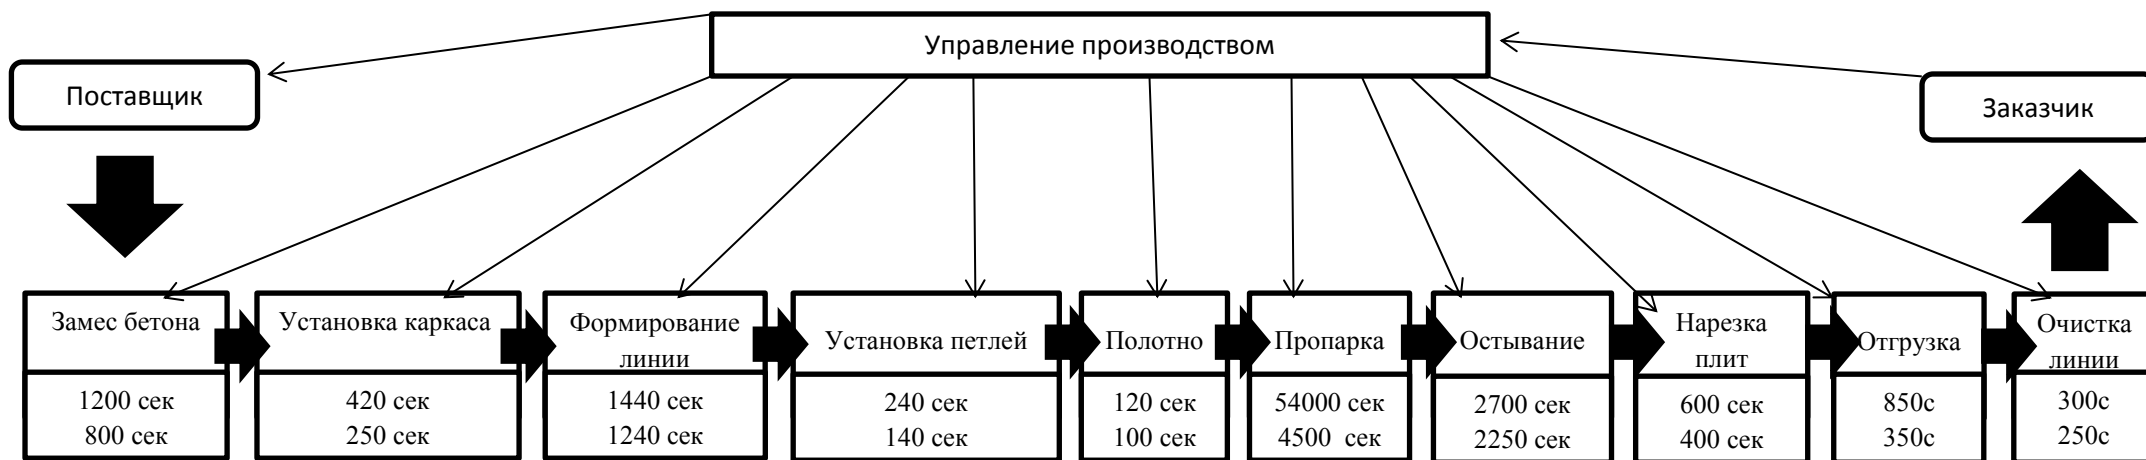 Управление производством
Поставщик
Заказчик
Замес бетона
1200 сек
800 сек
Установка каркаса
420 сек
250 сек
Формирование
линии
1440 сек
1240 сек
Установка петлей
240 сек
140 сек
Полотно
120 сек
100 сек
Пропарка
54000 сек
4500 сек
Остывание
2700 сек
2250 сек
Нарезка
плит
600 сек
400 сек
Отгрузка
850с
350с
Очистка
линии
300с
250с